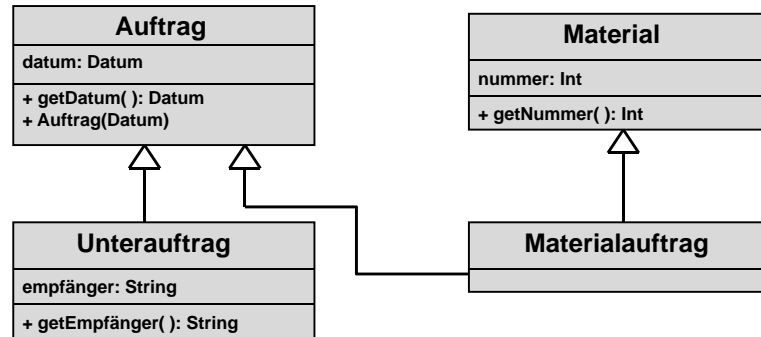 Auftrag
datum: Datum
+ getDatum( ): Datum
+ Auftrag(Datum)
Material
nummer: Int
+ getNummer( ): Int
Unterauftrag
empfänger: String
+ getEmpfänger( ): String
Materialauftrag